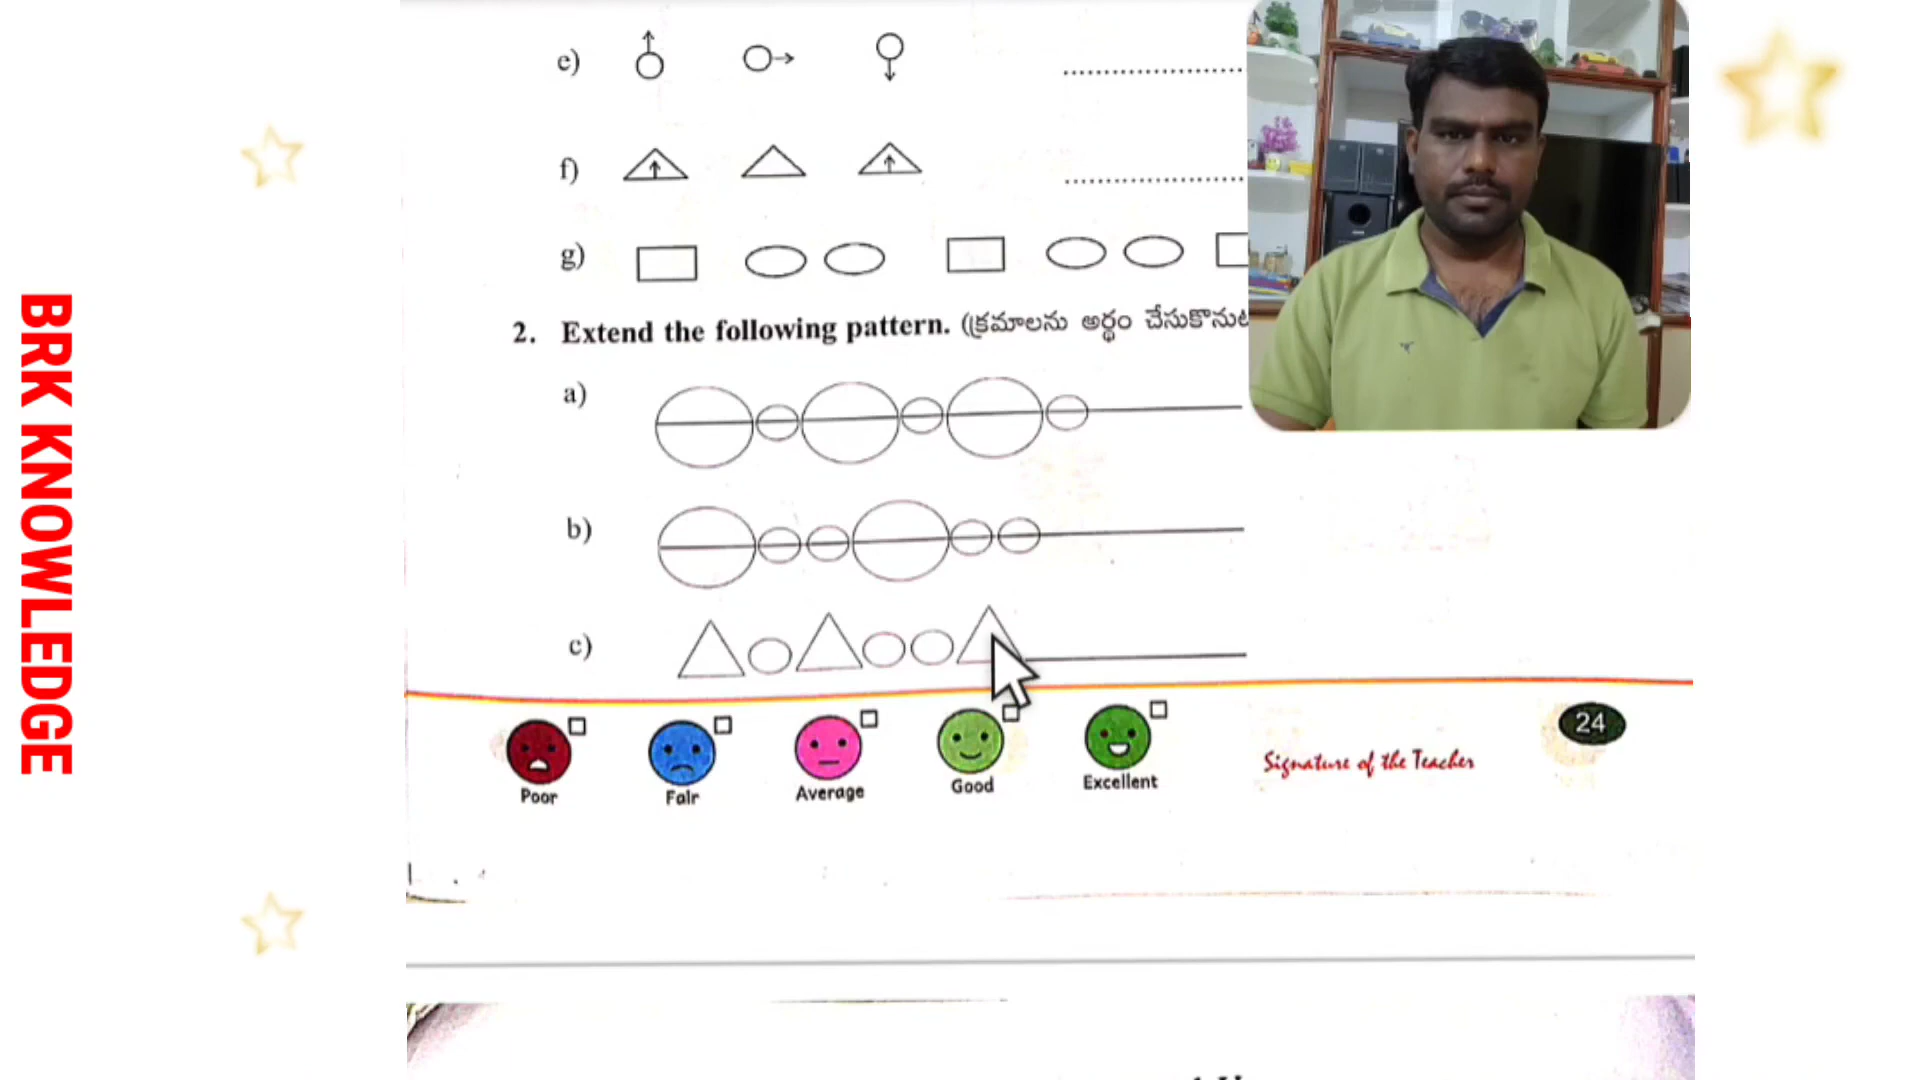 BRK KNOWLEDGE
e)
f)
g)
2. Extend the following pattern. (క్రమాలను అర్థం
a)
b)
c)
Poor
Fair
Average
Good
Excellent
Signature of the Teacher
24